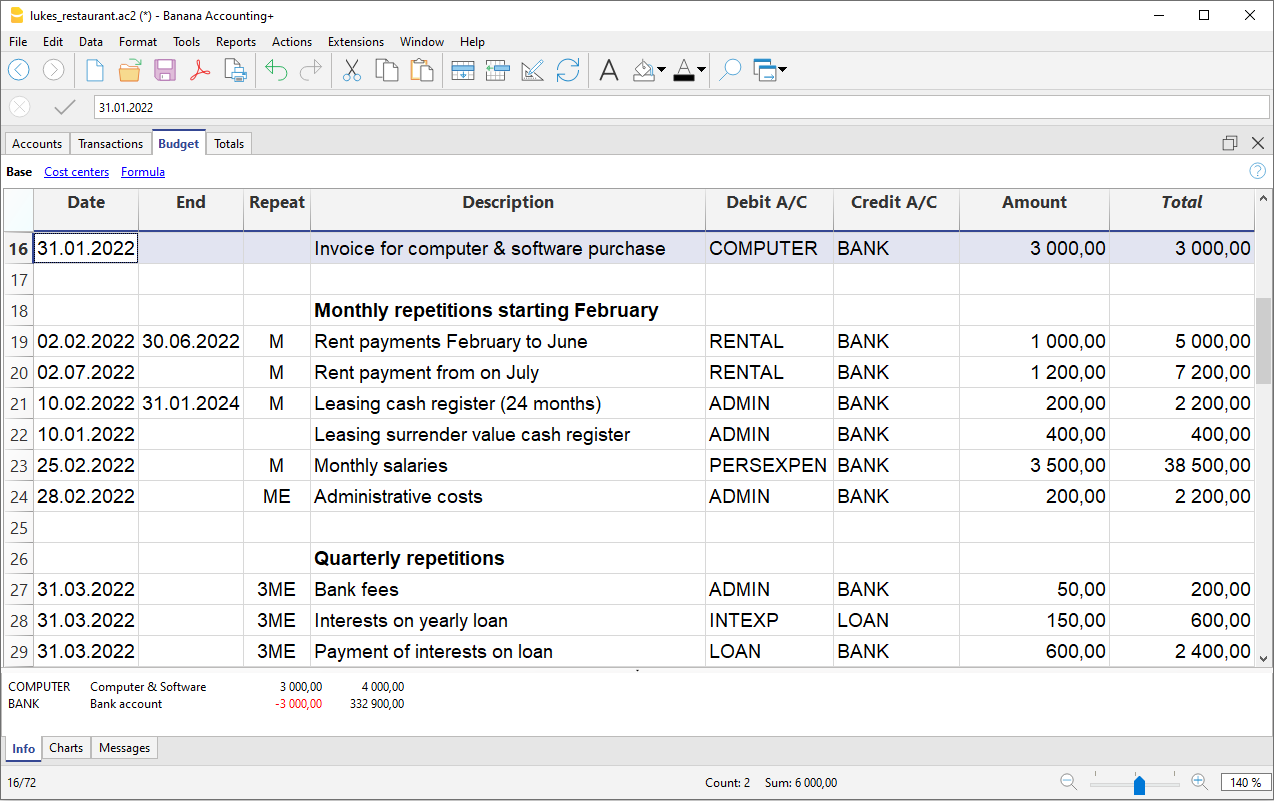 lukes_restaurant.ac2 (*) - Banana Accounting+
File Edit Data Format Tools Reports Actions Extensions Window Help
31.01.2022
Accounts Transactions Budget Totals
Base Cost centers Formula
Date End Repeat Description Debit A/C Credit A/C Amount Total
16 31.01.2022 Invoice for computer & software purchase COMPUTER BANK 3 000,00 3 000,00
17
18 Monthly repetitions starting February
19 02.02.2022 30.06.2022 M Rent payments February to June RENTAL BANK 1 000,00 5 000,00
20 02.07.2022 M Rent payment from on July RENTAL BANK 1 200,00 7 200,00
21 10.02.2022 31.01.2024 M Leasing cash register (24 months) ADMIN BANK 200,00 2 200,00
22 10.01.2022 Leasing surrender value cash register ADMIN BANK 400,00 400,00
23 25.02.2022 M Monthly salaries PERSEXPEN BANK 3 500,00 38 500,00
24 28.02.2022 ME Administrative costs ADMIN BANK 200,00 2 200,00
25
26 Quarterly repetitions
27 31.03.2022 3ME Bank fees ADMIN BANK 50,00 200,00
28 31.03.2022 3ME Interests on yearly loan INTEXP LOAN 150,00 600,00
29 31.03.2022 3ME Payment of interests on loan LOAN BANK 600,00 2 400,00
COMPUTER Computer & Software 3 000,00 4 000,00
BANK Bank account -3 000,00 332 900,00
Info Charts Messages
16/72 Count: 2 Sum: 6 000,00 140 %